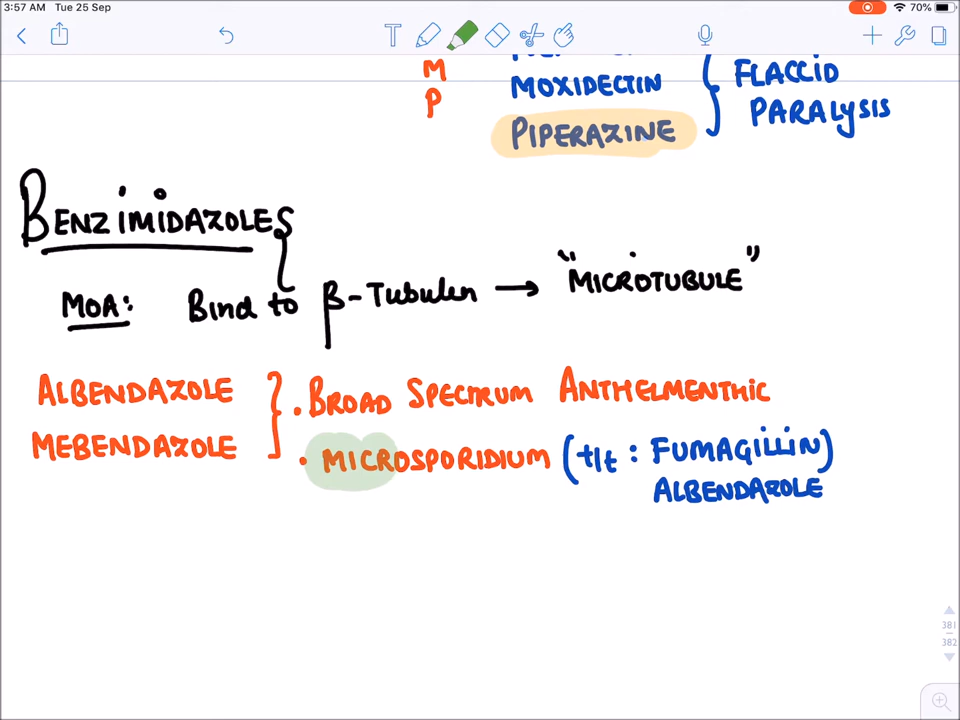 3:57 AM Tue 25 Sep
70%
M
P
MOXIDECTIN
PIPERAZINE
FLACCID
PARALYSIS
BENZIMIDAZOLES
MOA: Bind to β-Tubulin → "MICROTUBULE"
ALBENDAZOLE
MEBENDAZOLE
. BROAD SPECTRUM ANTHELMENTHIC
. MICROSPORIDIUM (t/t : FUMAGILLIN)
ALBENDAZOLE
381
382